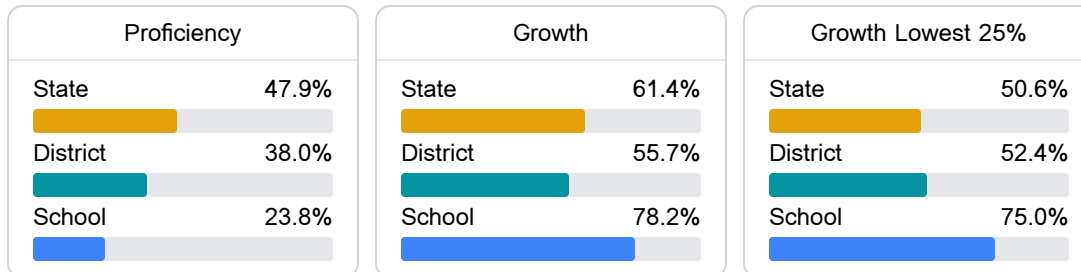 Proficiency
State 47.9%
District 38.0%
School 23.8%
Growth
State 61.4%
District 55.7%
School 78.2%
Growth Lowest 25%
State 50.6%
District 52.4%
School 75.0%